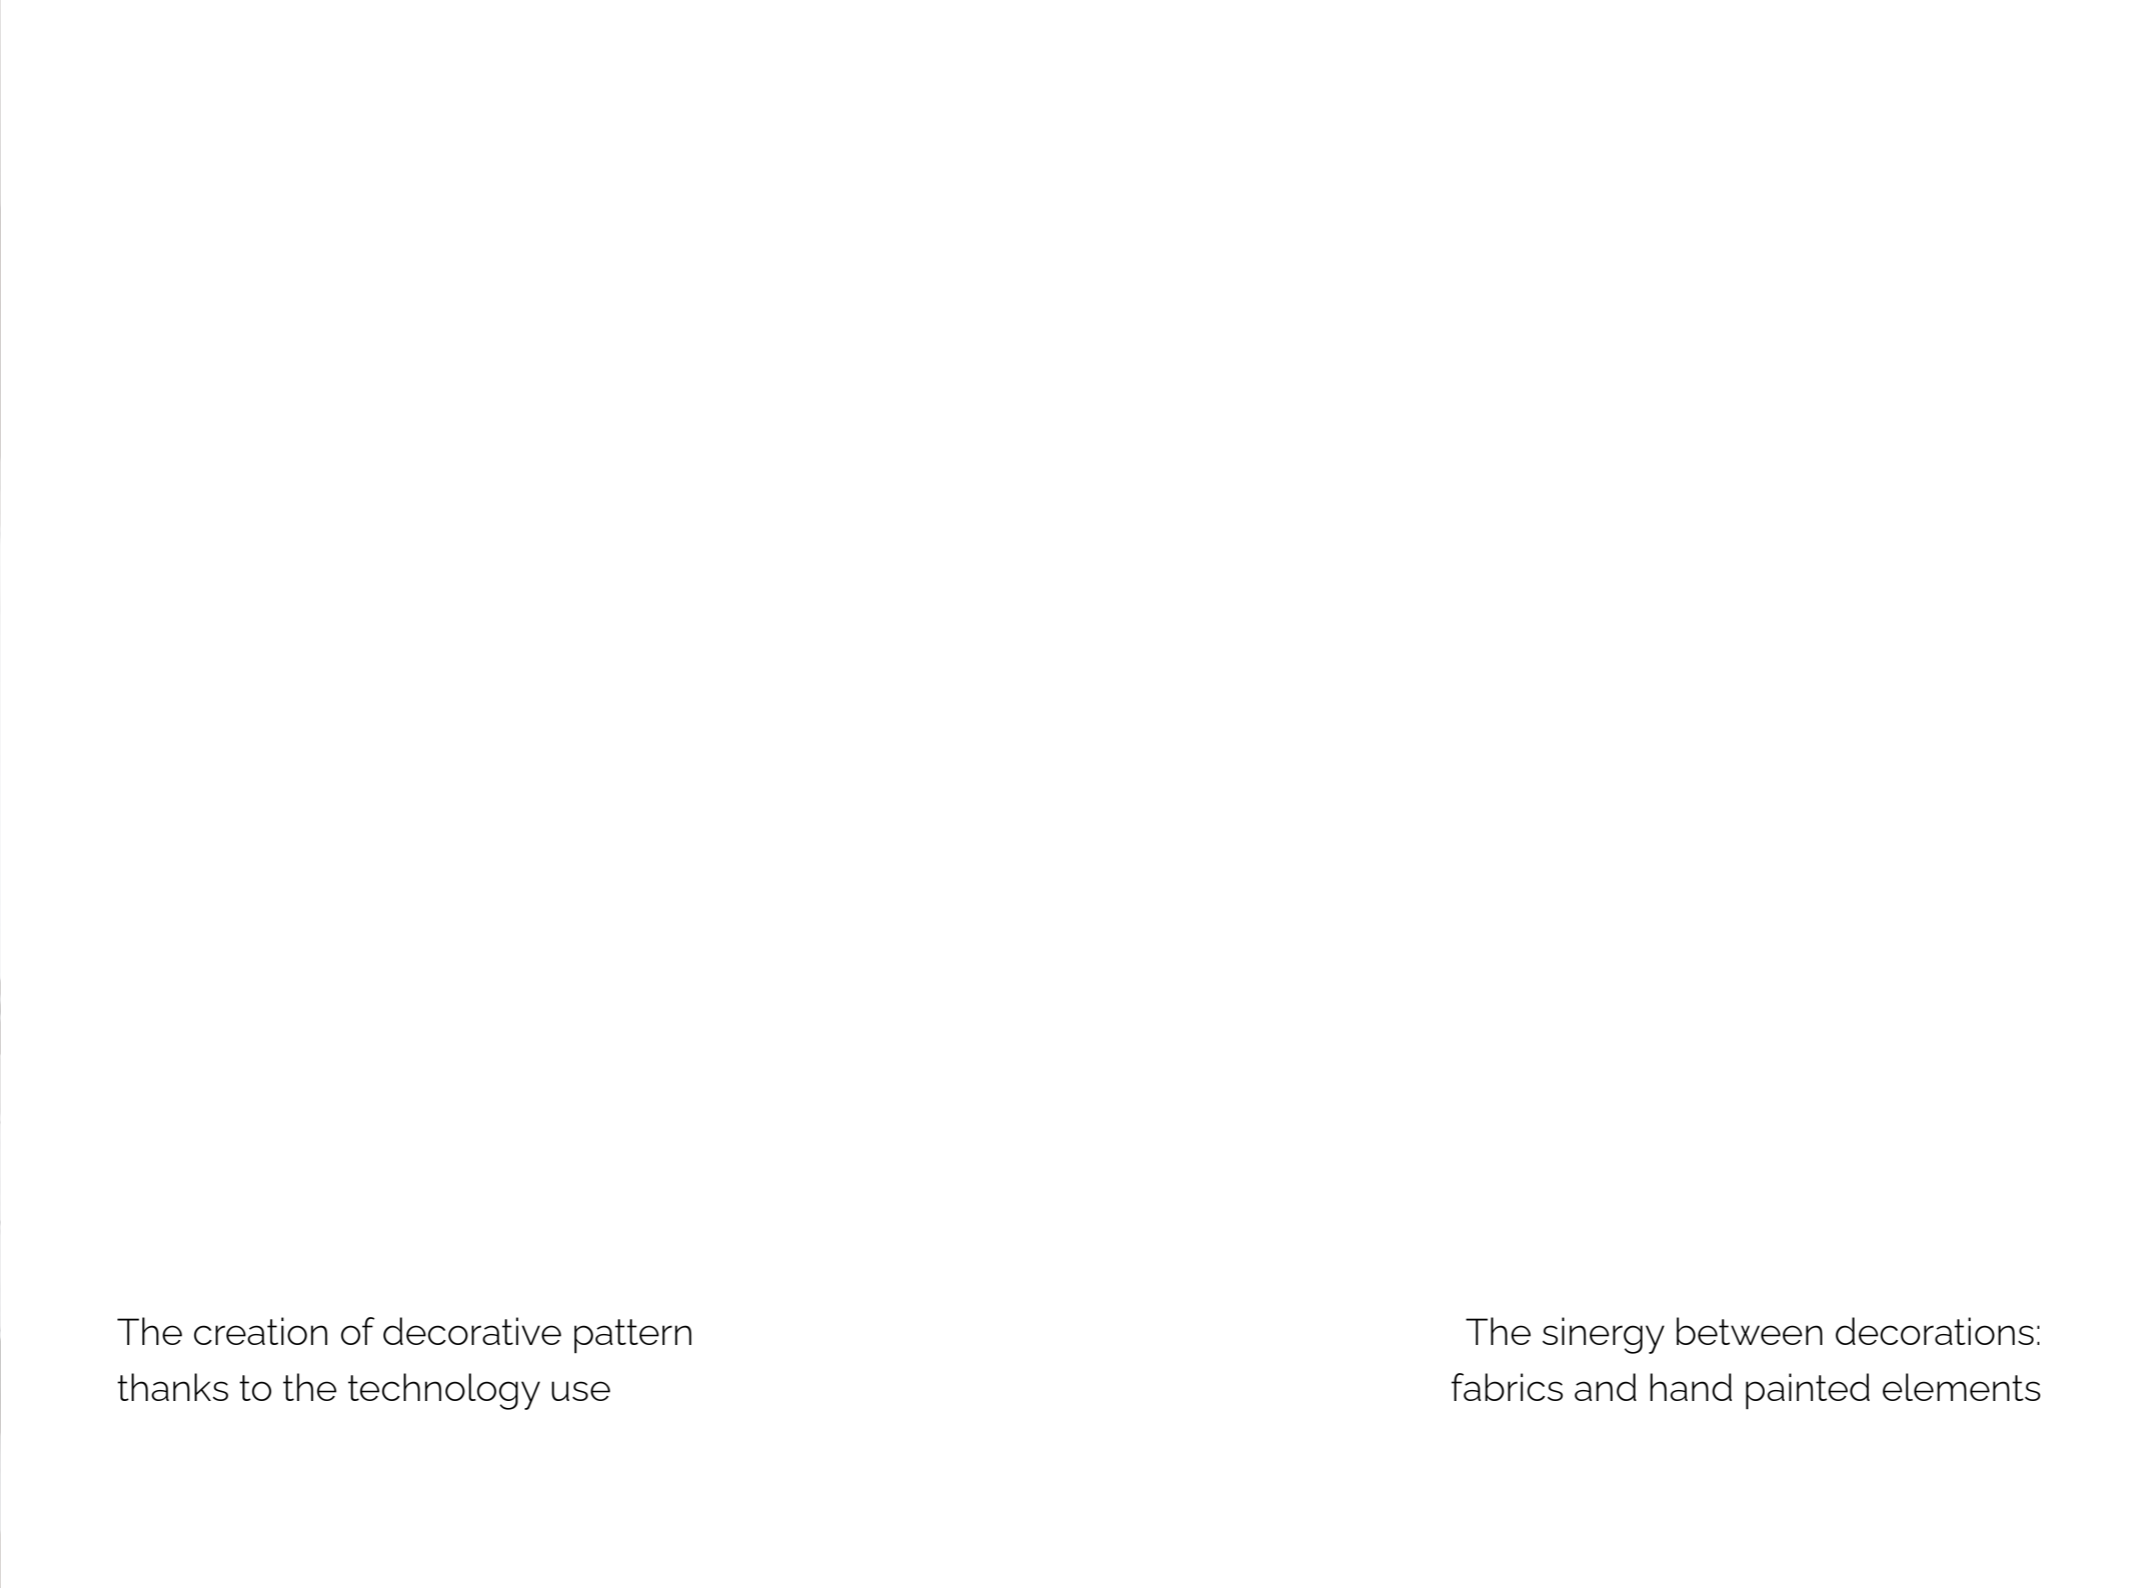 The creation of decorative pattern
thanks to the technology use
The sinergy between decorations:
fabrics and hand painted elements